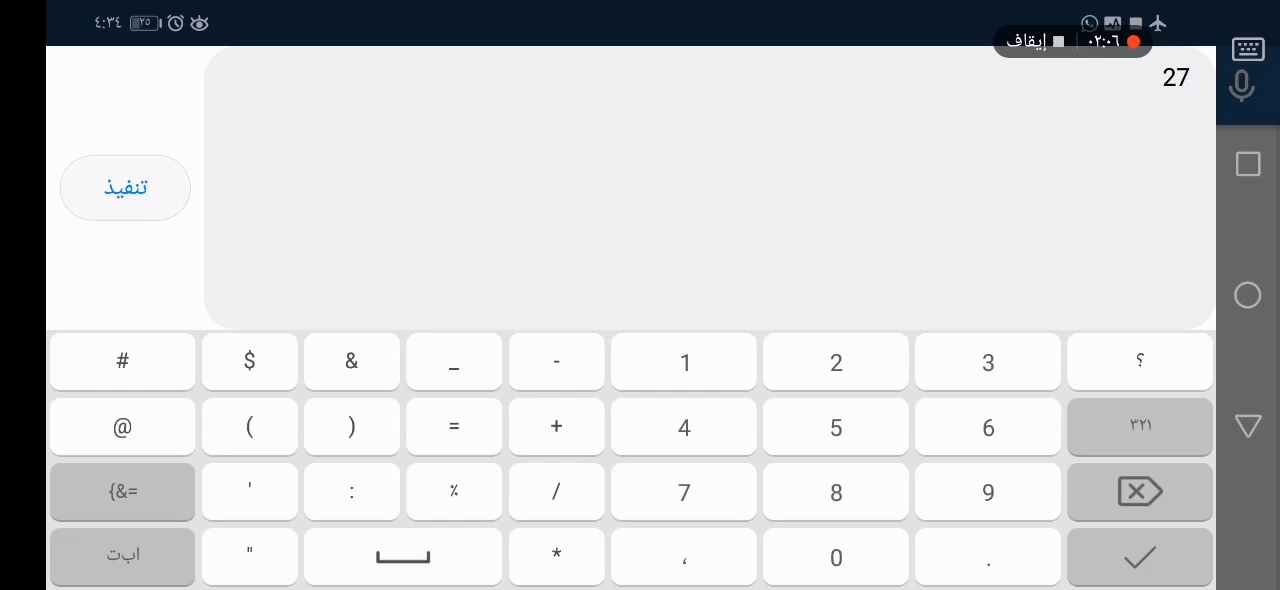 ٤:٣٤ ٢٥
٠٢:٠٦ إيقاف
27
تنفيذ
# $ & _ - 1 2 3 ؟
@ ( ) = + 4 5 6 ٣٢١
{&= ' : ٪ / 7 8 9
ابت " * ، 0 .